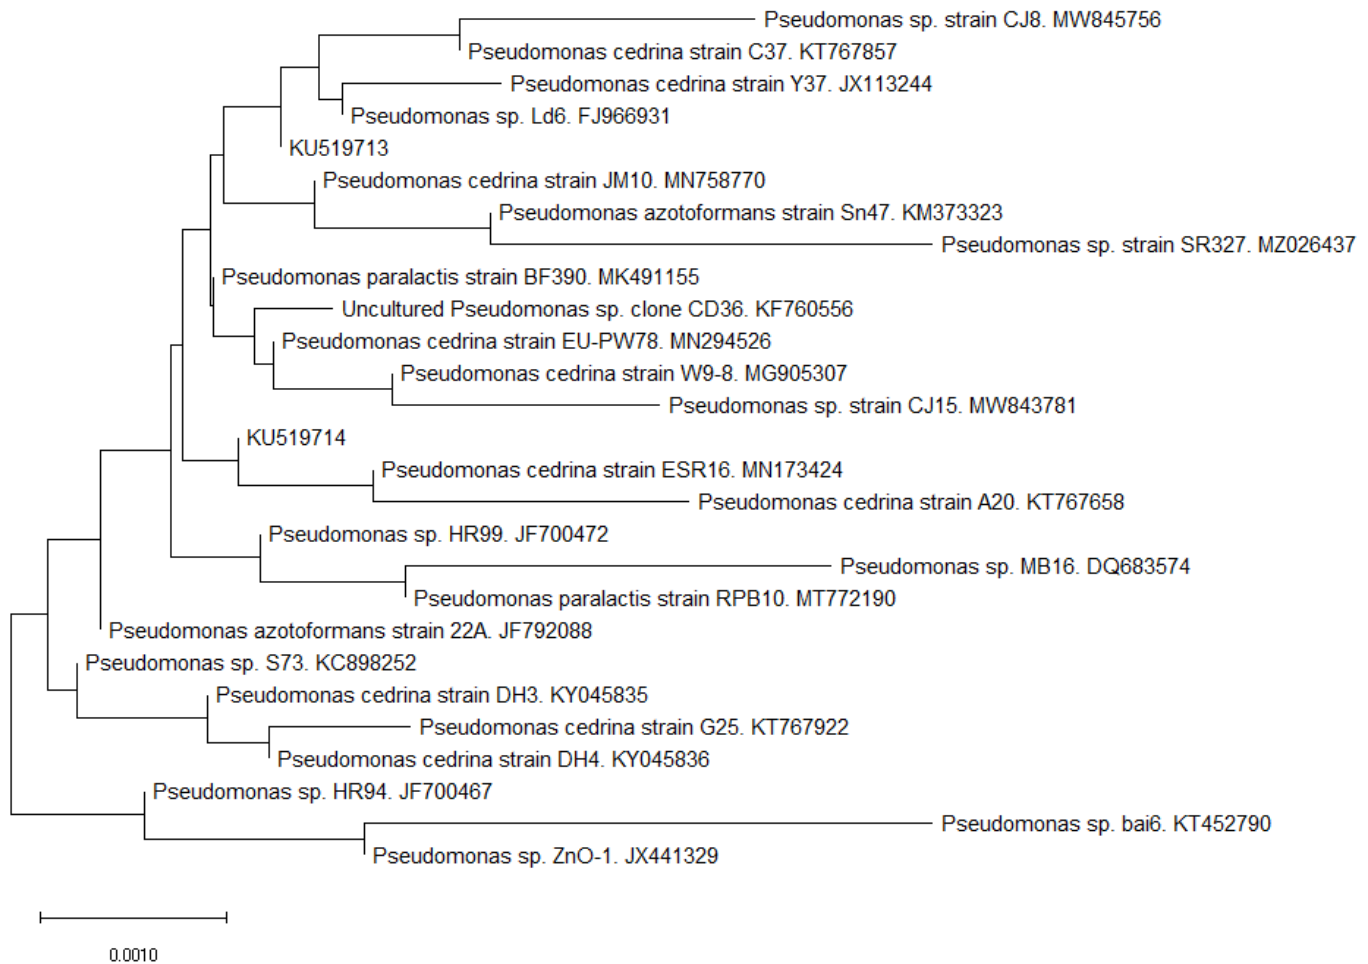 Pseudomonas sp. strain CJ8. MW845756
Pseudomonas cedrina strain C37. KT767857
Pseudomonas cedrina strain Y37. JX113244
Pseudomonas sp. Ld6. FJ966931
KU519713
Pseudomonas cedrina strain JM10. MN758770
Pseudomonas azotoformans strain Sn47. KM373323
Pseudomonas sp. strain SR327. MZ026437
Pseudomonas paralactis strain BF390. MK491155
Uncultured Pseudomonas sp. clone CD36. KF760556
Pseudomonas cedrina strain EU-PW78. MN294526
Pseudomonas cedrina strain W9-8. MG905307
Pseudomonas sp. strain CJ15. MW843781
KU519714
Pseudomonas cedrina strain ESR16. MN173424
Pseudomonas cedrina strain A20. KT767658
Pseudomonas sp. HR99. JF700472
Pseudomonas sp. MB16. DQ683574
Pseudomonas paralactis strain RPB10. MT772190
Pseudomonas azotoformans strain 22A. JF792088
Pseudomonas sp. S73. KC898252
Pseudomonas cedrina strain DH3. KY045835
Pseudomonas cedrina strain G25. KT767922
Pseudomonas cedrina strain DH4. KY045836
Pseudomonas sp. HR94. JF700467
Pseudomonas sp. bai6. KT452790
Pseudomonas sp. ZnO-1. JX441329
0.0010